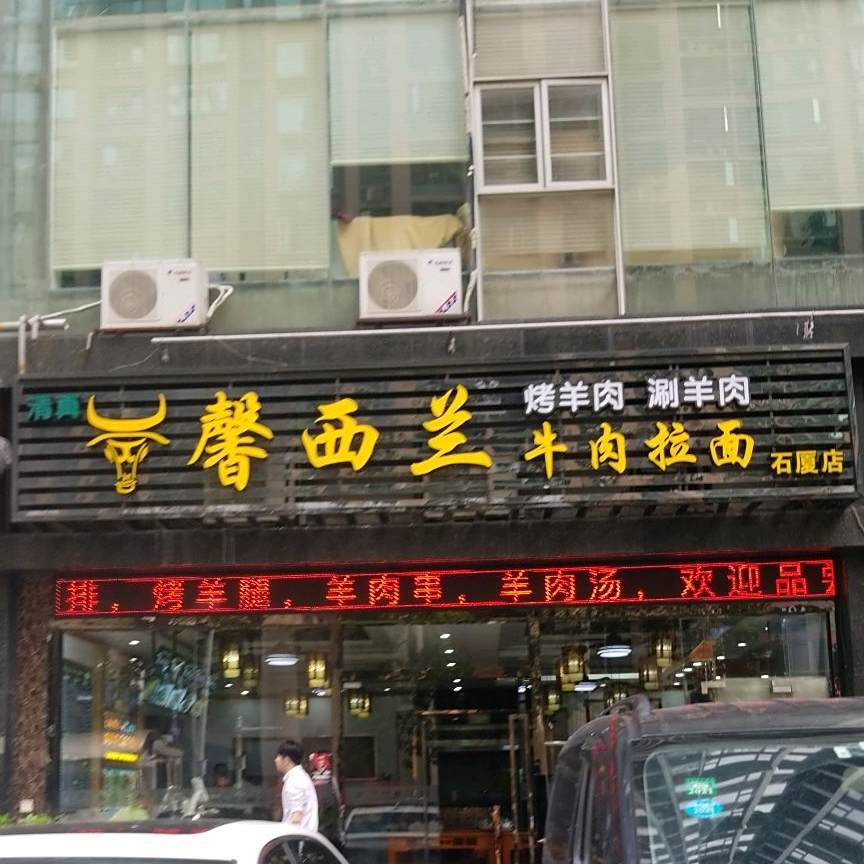 清真
馨西兰
烤羊肉 涮羊肉
牛肉拉面
石厦店
排，烤羊腿，羊肉串，羊肉汤，欢迎品